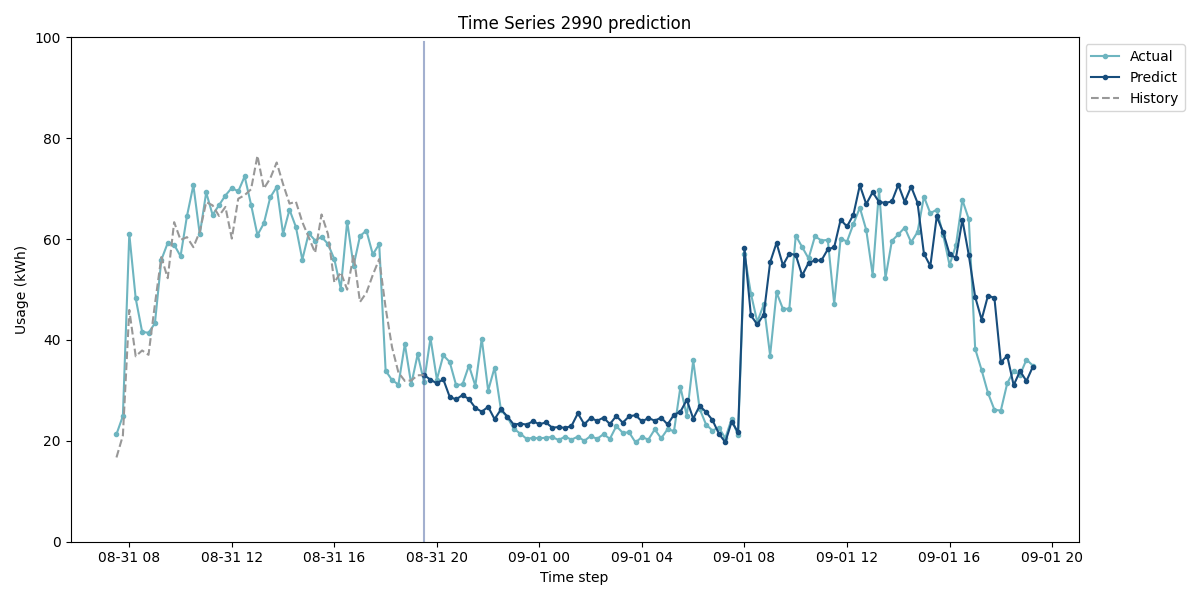 Time Series 2990 prediction
100
80
60
40
20
0
Usage (kWh)
08-31 08
08-31 12
08-31 16
08-31 20
09-01 00
09-01 04
09-01 08
09-01 12
09-01 16
09-01 20
Time step
Actual
Predict
History